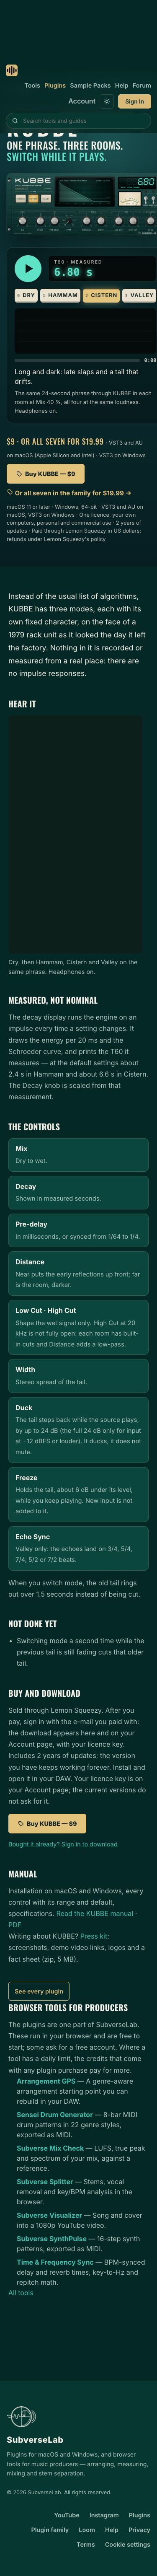 Tools Plugins Sample Packs Help Forum
Account Sign In
Search tools and guides
KUBBE
ONE PHRASE. THREE ROOMS.
SWITCH WHILE IT PLAYS.
KUBBE
6.80
T60 · MEASURED
6.80 s
0 DRY 1 HAMMAM 2 CISTERN 3 VALLEY
0:00
Long and dark: late slaps and a tail that
drifts.
The same 24-second phrase through KUBBE in each
room at Mix 40 %, all four at the same loudness.
Headphones on.
$9 · OR ALL SEVEN FOR $19.99 · VST3 and AU
on macOS (Apple Silicon and Intel) · VST3 on Windows
Buy KUBBE — $9
Or all seven in the family for $19.99 →
macOS 11 or later · Windows, 64-bit · VST3 and AU on
macOS, VST3 on Windows · One licence, your own
computers, personal and commercial use · 2 years of
updates · Paid through Lemon Squeezy in US dollars;
refunds under Lemon Squeezy's policy
Instead of the usual list of algorithms,
KUBBE has three modes, each with its
own fixed character, on the face of a
1979 rack unit as it looked the day it left
the factory. Nothing in it is recorded or
measured from a real place: there are
no impulse responses.
HEAR IT
Dry, then Hammam, Cistern and Valley on the
same phrase. Headphones on.
MEASURED, NOT NOMINAL
The decay display runs the engine on an
impulse every time a setting changes. It
draws the energy per 20 ms and the
Schroeder curve, and prints the T60 it
measures — at the default settings about
2.4 s in Hammam and about 6.6 s in Cistern.
The Decay knob is scaled from that
measurement.
THE CONTROLS
Mix
Dry to wet.
Decay
Shown in measured seconds.
Pre-delay
In milliseconds, or synced from 1/64 to 1/4.
Distance
Near puts the early reflections up front; far
is the room, darker.
Low Cut · High Cut
Shape the wet signal only. High Cut at 20
kHz is not fully open: each room has built-
in cuts and Distance adds a low-pass.
Width
Stereo spread of the tail.
Duck
The tail steps back while the source plays,
by up to 24 dB (the full 24 dB only for input
at −12 dBFS or louder). It ducks, it does not
mute.
Freeze
Holds the tail, about 6 dB under its level,
while you keep playing. New input is not
added to it.
Echo Sync
Valley only: the echoes land on 3/4, 5/4,
7/4, 5/2 or 7/2 beats.
When you switch mode, the old tail rings
out over 1.5 seconds instead of being cut.
NOT DONE YET
Switching mode a second time while the
previous tail is still fading cuts that older
tail.
BUY AND DOWNLOAD
Sold through Lemon Squeezy. After you
pay, sign in with the e-mail you paid with:
the download appears here and on your
Account page, with your licence key.
Includes 2 years of updates; the version
you have keeps working forever. Install and
open it in your DAW. Your licence key is on
your Account page; the current versions do
not ask for it.
Buy KUBBE — $9
Bought it already? Sign in to download
MANUAL
Installation on macOS and Windows, every
control with its range and default,
specifications. Read the KUBBE manual ·
PDF
Writing about KUBBE? Press kit:
screenshots, demo video links, logos and a
fact sheet (zip, 5 MB).
See every plugin
BROWSER TOOLS FOR PRODUCERS
The plugins are one part of SubverseLab.
These run in your browser and are free to
start; some ask for a free account. Where a
tool has a daily limit, the credits that come
with any plugin purchase pay for more.
Arrangement GPS — A genre-aware
arrangement starting point you can
rebuild in your DAW.
Sensei Drum Generator — 8-bar MIDI
drum patterns in 22 genre styles,
exported as MIDI.
Subverse Mix Check — LUFS, true peak
and spectrum of your mix, against a
reference.
Subverse Splitter — Stems, vocal
removal and key/BPM analysis in the
browser.
Subverse Visualizer — Song and cover
into a 1080p YouTube video.
Subverse SynthPulse — 16-step synth
patterns, exported as MIDI.
Time & Frequency Sync — BPM-synced
delay and reverb times, key-to-Hz and
repitch math.
All tools
SubverseLab
Plugins for macOS and Windows, and browser
tools for music producers — arranging, measuring,
mixing and stem separation.
© 2026 SubverseLab. All rights reserved.
YouTube Instagram Plugins
Plugin family Loom Help Privacy
Terms Cookie settings